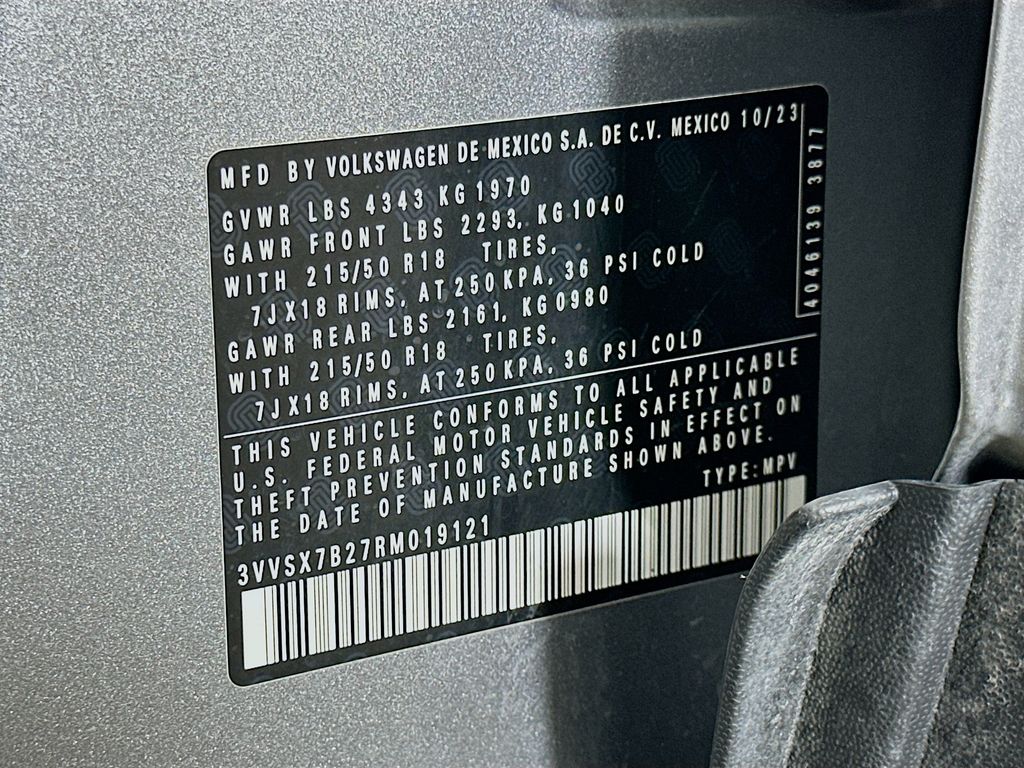 MFD BY VOLKSWAGEN DE MEXICO S.A. DE C.V. MEXICO 10/23
GVWR LBS 4343 KG 1970
GAWR FRONT LBS 2293, KG 1040
WITH 215/50 R18 TIRES,
7JX18 RIMS, AT 250 KPA, 36 PSI COLD
GAWR REAR LBS 2161, KG 0980
WITH 215/50 R18 TIRES,
7JX18 RIMS, AT 250 KPA, 36 PSI COLD
4046139 3877
THIS VEHICLE CONFORMS TO ALL APPLICABLE
U.S. FEDERAL MOTOR VEHICLE SAFETY AND
THEFT PREVENTION STANDARDS IN EFFECT ON
THE DATE OF MANUFACTURE SHOWN ABOVE.
3VVSX7B27RM019121 TYPE: MPV